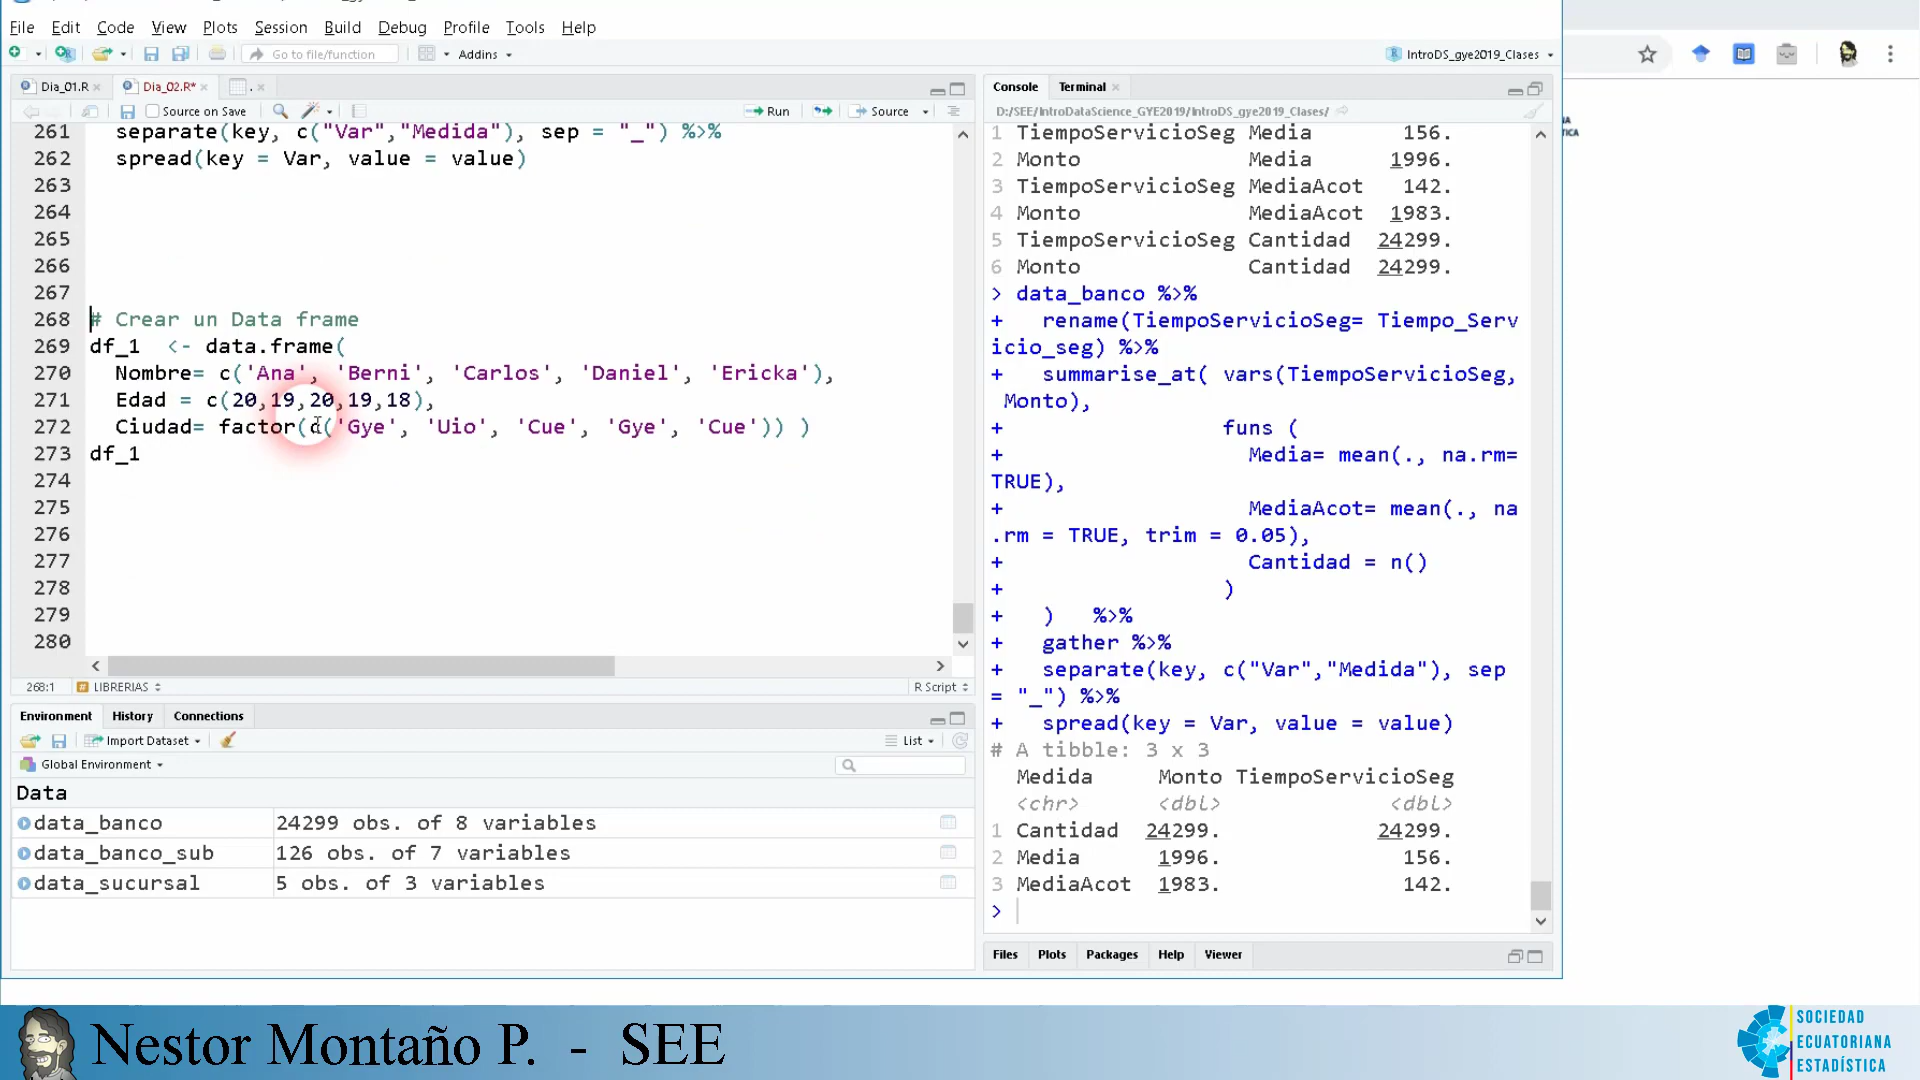 File Edit Code View Plots Session Build Debug Profile Tools Help
Go to file/function Addins IntroDS_gye2019_Clases
Dia_01.R Dia_02.R* .
Source on Save Run Source
261 separate(key, c("Var","Medida"), sep = "_") %>%
262 spread(key = Var, value = value)
263
264
265
266
267
268 # Crear un Data frame
269 df_1 <- data.frame(
270 Nombre= c('Ana', 'Berni', 'Carlos', 'Daniel', 'Ericka'),
271 Edad = c(20,19,20,19,18),
272 Ciudad= factor(c('Gye', 'Uio', 'Cue', 'Gye', 'Cue')) )
273 df_1
274
275
276
277
278
279
280
268:1 # LIBRERIAS R Script
Environment History Connections
Import Dataset List
Global Environment
Data
data_banco 24299 obs. of 8 variables
data_banco_sub 126 obs. of 7 variables
data_sucursal 5 obs. of 3 variables
Console Terminal
D:/SEE/IntroDataScience_GYE2019/IntroDS_gye2019_Clases/
1 TiempoServicioSeg Media 156.
2 Monto Media 1996.
3 TiempoServicioSeg MediaAcot 142.
4 Monto MediaAcot 1983.
5 TiempoServicioSeg Cantidad 24299.
6 Monto Cantidad 24299.
> data_banco %>%
+ rename(TiempoServicioSeg= Tiempo_Serv
icio_seg) %>%
+ summarise_at( vars(TiempoServicioSeg,
Monto),
+ funs (
+ Media= mean(., na.rm=
TRUE),
+ MediaAcot= mean(., na
.rm = TRUE, trim = 0.05),
+ Cantidad = n()
+ )
+ ) %>%
+ gather %>%
+ separate(key, c("Var","Medida"), sep
= "_") %>%
+ spread(key = Var, value = value)
# A tibble: 3 x 3
Medida Monto TiempoServicioSeg
<chr> <dbl> <dbl>
1 Cantidad 24299. 24299.
2 Media 1996. 156.
3 MediaAcot 1983. 142.
>
Files Plots Packages Help Viewer
Nestor Montaño P. - SEE
SOCIEDAD
ECUATORIANA
ESTADÍSTICA